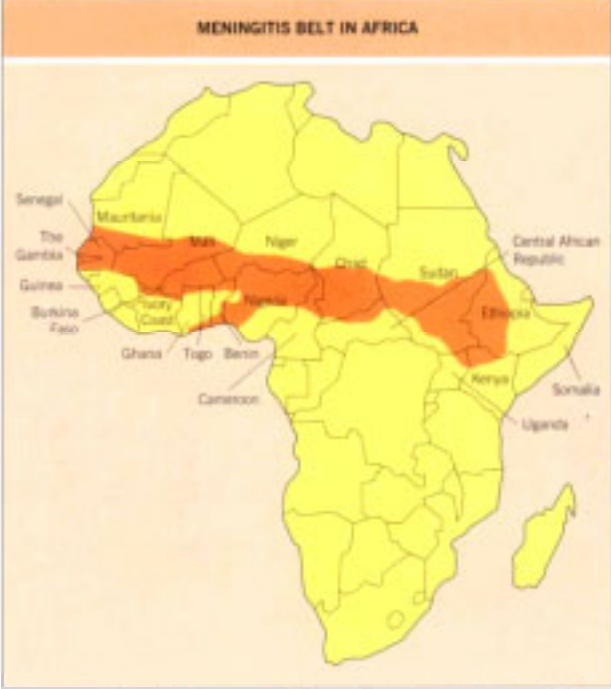 MENINGITIS BELT IN AFRICA
Senegal
Mauritania
The
Gambia
Mali
Niger
Chad
Sudan
Central African
Republic
Guinea
Burkina
Faso
Ivory
Coast
Nigeria
Ethiopia
Ghana
Togo
Benin
Kenya
Somalia
Cameroon
Uganda